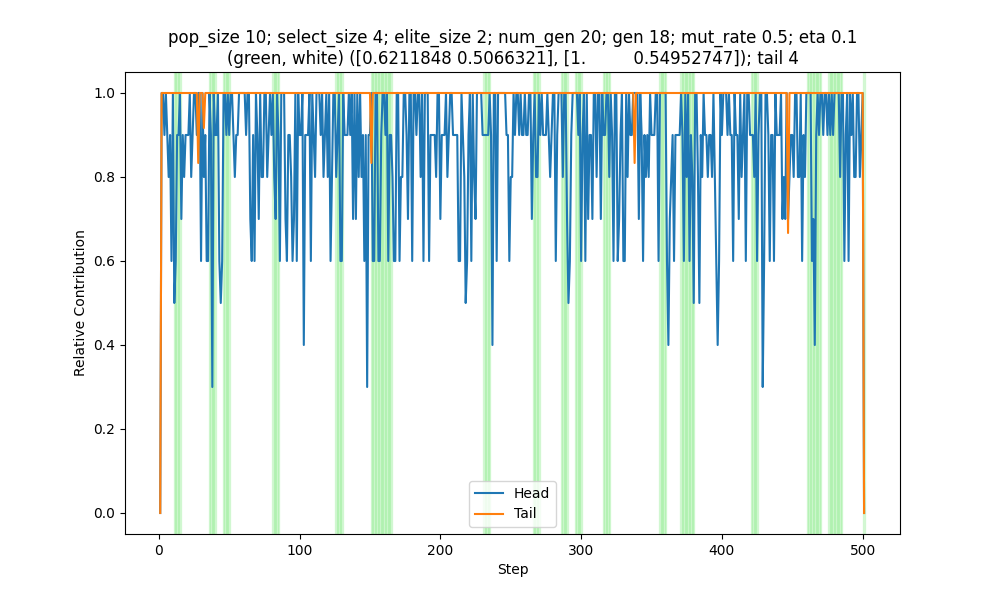 pop_size 10; select_size 4; elite_size 2; num_gen 20; gen 18; mut_rate 0.5; eta 0.1
(green, white) ([0.6211848 0.5066321], [1.         0.54952747]); tail 4
1.0
0.8
0.6
0.4
0.2
0.0
Relative Contribution
Head
Tail
0
100
200
300
400
500
Step